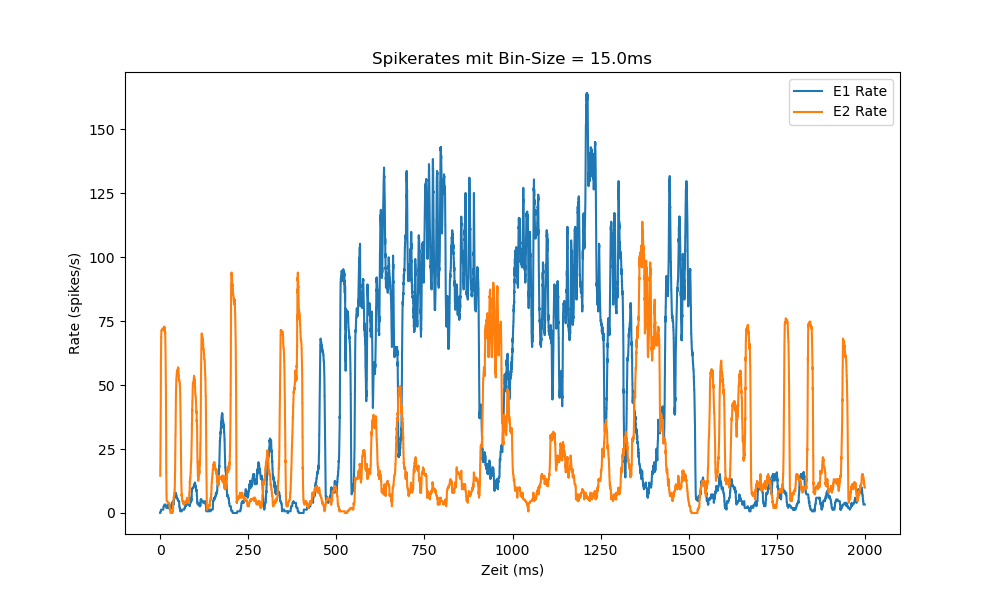 Spikerates mit Bin-Size = 15.0ms
E1 Rate
E2 Rate
150
125
100
75
50
25
0
Rate (spikes/s)
0 250 500 750 1000 1250 1500 1750 2000
Zeit (ms)